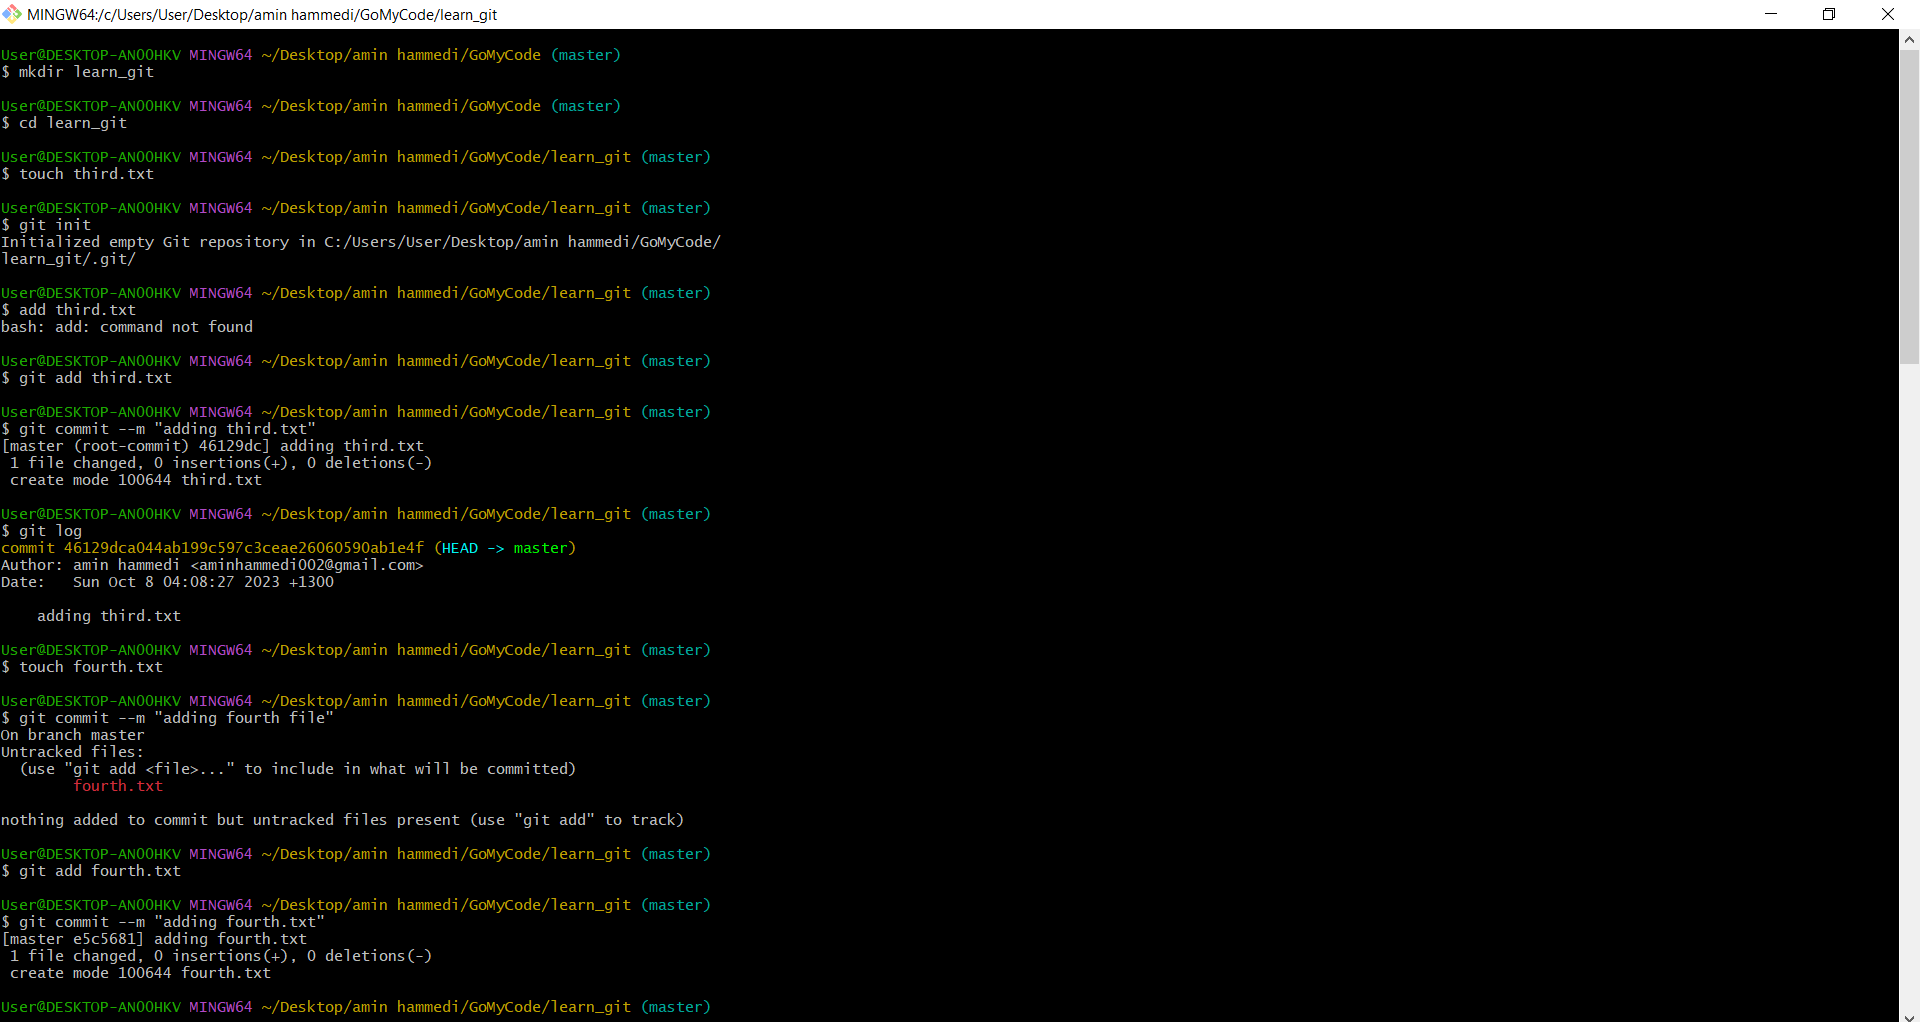 MINGW64:/c/Users/User/Desktop/amin hammedi/GoMyCode/learn_git
User@DESKTOP-AN0OHKV MINGW64 ~/Desktop/amin hammedi/GoMyCode (master)
$ mkdir learn_git
User@DESKTOP-AN0OHKV MINGW64 ~/Desktop/amin hammedi/GoMyCode (master)
$ cd learn_git
User@DESKTOP-AN0OHKV MINGW64 ~/Desktop/amin hammedi/GoMyCode/learn_git (master)
$ touch third.txt
User@DESKTOP-AN0OHKV MINGW64 ~/Desktop/amin hammedi/GoMyCode/learn_git (master)
$ git init
Initialized empty Git repository in C:/Users/User/Desktop/amin hammedi/GoMyCode/
learn_git/.git/
User@DESKTOP-AN0OHKV MINGW64 ~/Desktop/amin hammedi/GoMyCode/learn_git (master)
$ add third.txt
bash: add: command not found
User@DESKTOP-AN0OHKV MINGW64 ~/Desktop/amin hammedi/GoMyCode/learn_git (master)
$ git add third.txt
User@DESKTOP-AN0OHKV MINGW64 ~/Desktop/amin hammedi/GoMyCode/learn_git (master)
$ git commit --m "adding third.txt"
[master (root-commit) 46129dc] adding third.txt
 1 file changed, 0 insertions(+), 0 deletions(-)
 create mode 100644 third.txt
User@DESKTOP-AN0OHKV MINGW64 ~/Desktop/amin hammedi/GoMyCode/learn_git (master)
$ git log
commit 46129dca044ab199c597c3ceae26060590ab1e4f (HEAD -> master)
Author: amin hammedi <aminhammedi002@gmail.com>
Date:   Sun Oct 8 04:08:27 2023 +1300
    adding third.txt
User@DESKTOP-AN0OHKV MINGW64 ~/Desktop/amin hammedi/GoMyCode/learn_git (master)
$ touch fourth.txt
User@DESKTOP-AN0OHKV MINGW64 ~/Desktop/amin hammedi/GoMyCode/learn_git (master)
$ git commit --m "adding fourth file"
On branch master
Untracked files:
  (use "git add <file>..." to include in what will be committed)
        fourth.txt
nothing added to commit but untracked files present (use "git add" to track)
User@DESKTOP-AN0OHKV MINGW64 ~/Desktop/amin hammedi/GoMyCode/learn_git (master)
$ git add fourth.txt
User@DESKTOP-AN0OHKV MINGW64 ~/Desktop/amin hammedi/GoMyCode/learn_git (master)
$ git commit --m "adding fourth.txt"
[master e5c5681] adding fourth.txt
 1 file changed, 0 insertions(+), 0 deletions(-)
 create mode 100644 fourth.txt
User@DESKTOP-AN0OHKV MINGW64 ~/Desktop/amin hammedi/GoMyCode/learn_git (master)